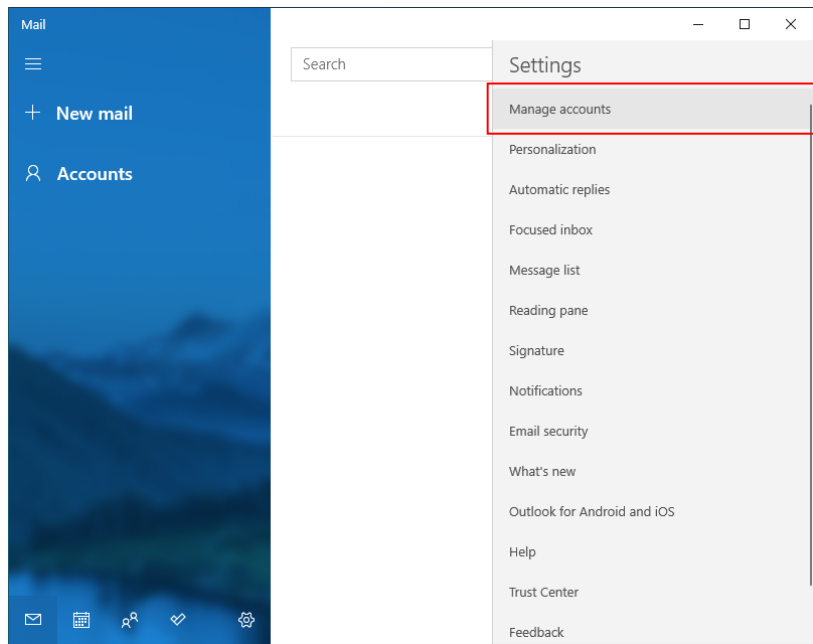 Mail
New mail
Accounts
Search
Settings
Manage accounts
Personalization
Automatic replies
Focused inbox
Message list
Reading pane
Signature
Notifications
Email security
What's new
Outlook for Android and iOS
Help
Trust Center
Feedback